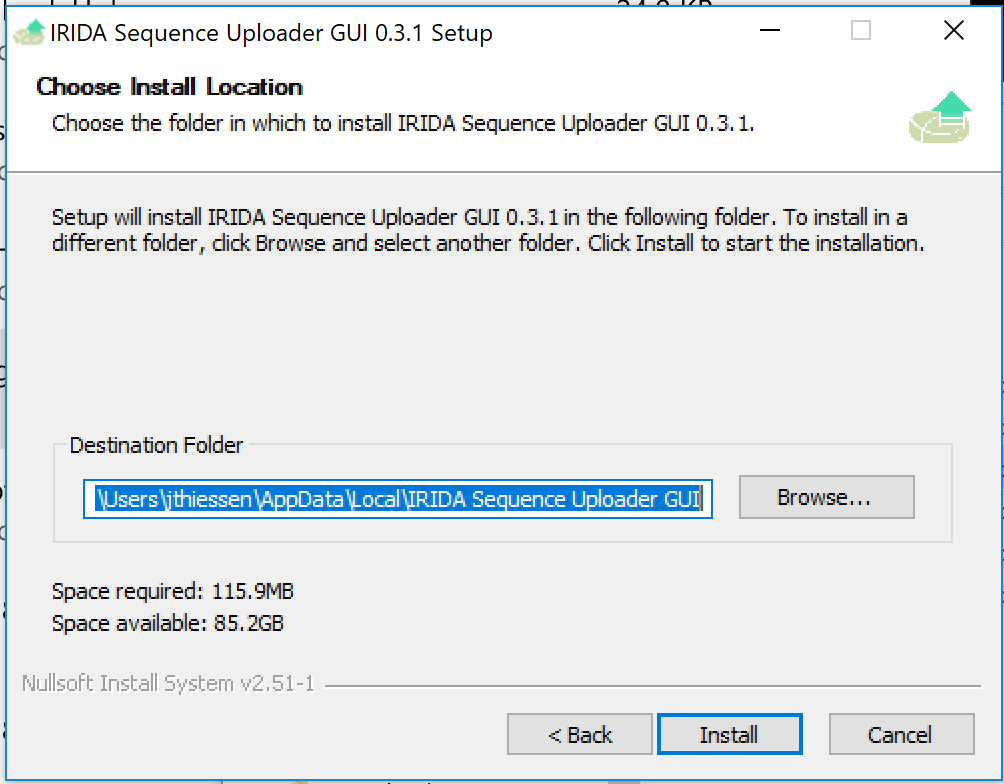 IRIDA Sequence Uploader GUI 0.3.1 Setup
Choose Install Location
Choose the folder in which to install IRIDA Sequence Uploader GUI 0.3.1.
Setup will install IRIDA Sequence Uploader GUI 0.3.1 in the following folder. To install in a
different folder, click Browse and select another folder. Click Install to start the installation.
Destination Folder
\Users\jthiessen\AppData\Local\IRIDA Sequence Uploader GUI
Browse...
Space required: 115.9MB
Space available: 85.2GB
Nullsoft Install System v2.51-1
< Back
Install
Cancel